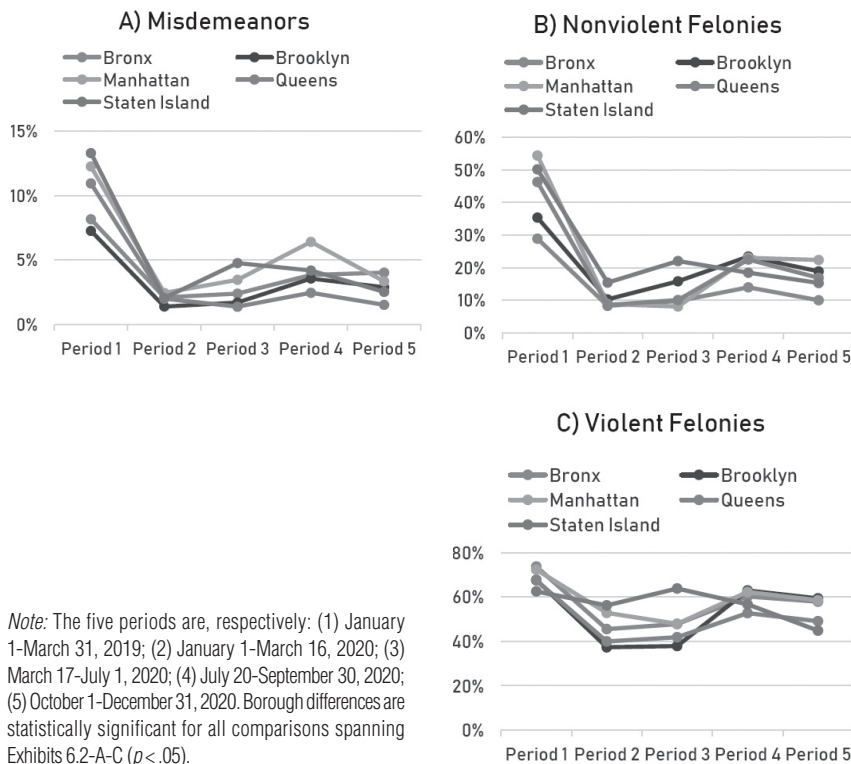 A) Misdemeanors
Bronx Brooklyn
Manhattan Queens
Staten Island
15%
10%
5%
0%
Period 1 Period 2 Period 3 Period 4 Period 5
B) Nonviolent Felonies
Bronx Brooklyn
Manhattan Queens
Staten Island
60%
50%
40%
30%
20%
10%
0%
Period 1 Period 2 Period 3 Period 4 Period 5
C) Violent Felonies
Bronx Brooklyn
Manhattan Queens
Staten Island
80%
60%
40%
20%
0%
Period 1 Period 2 Period 3 Period 4 Period 5
Note: The five periods are, respectively: (1) January
1-March 31, 2019; (2) January 1-March 16, 2020; (3)
March 17-July 1, 2020; (4) July 20-September 30, 2020;
(5) October 1-December 31, 2020. Borough differences are
statistically significant for all comparisons spanning
Exhibits 6.2-A-C (p < .05).